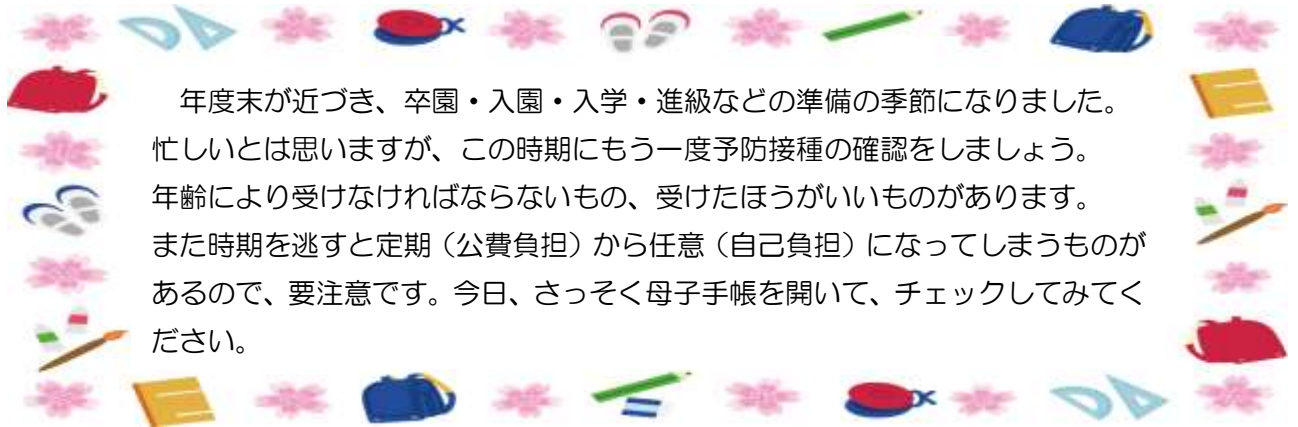 年度末が近づき、卒園・入園・入学・進級などの準備の季節になりました。
忙しいとは思いますが、この時期にもう一度予防接種の確認をしましょう。
年齢により受けなければならないもの、受けたほうがいいものがあります。
また時期を逃すと定期（公費負担）から任意（自己負担）になってしまうものが
あるので、要注意です。今日、さっそく母子手帳を開いて、チェックしてみてく
ださい。